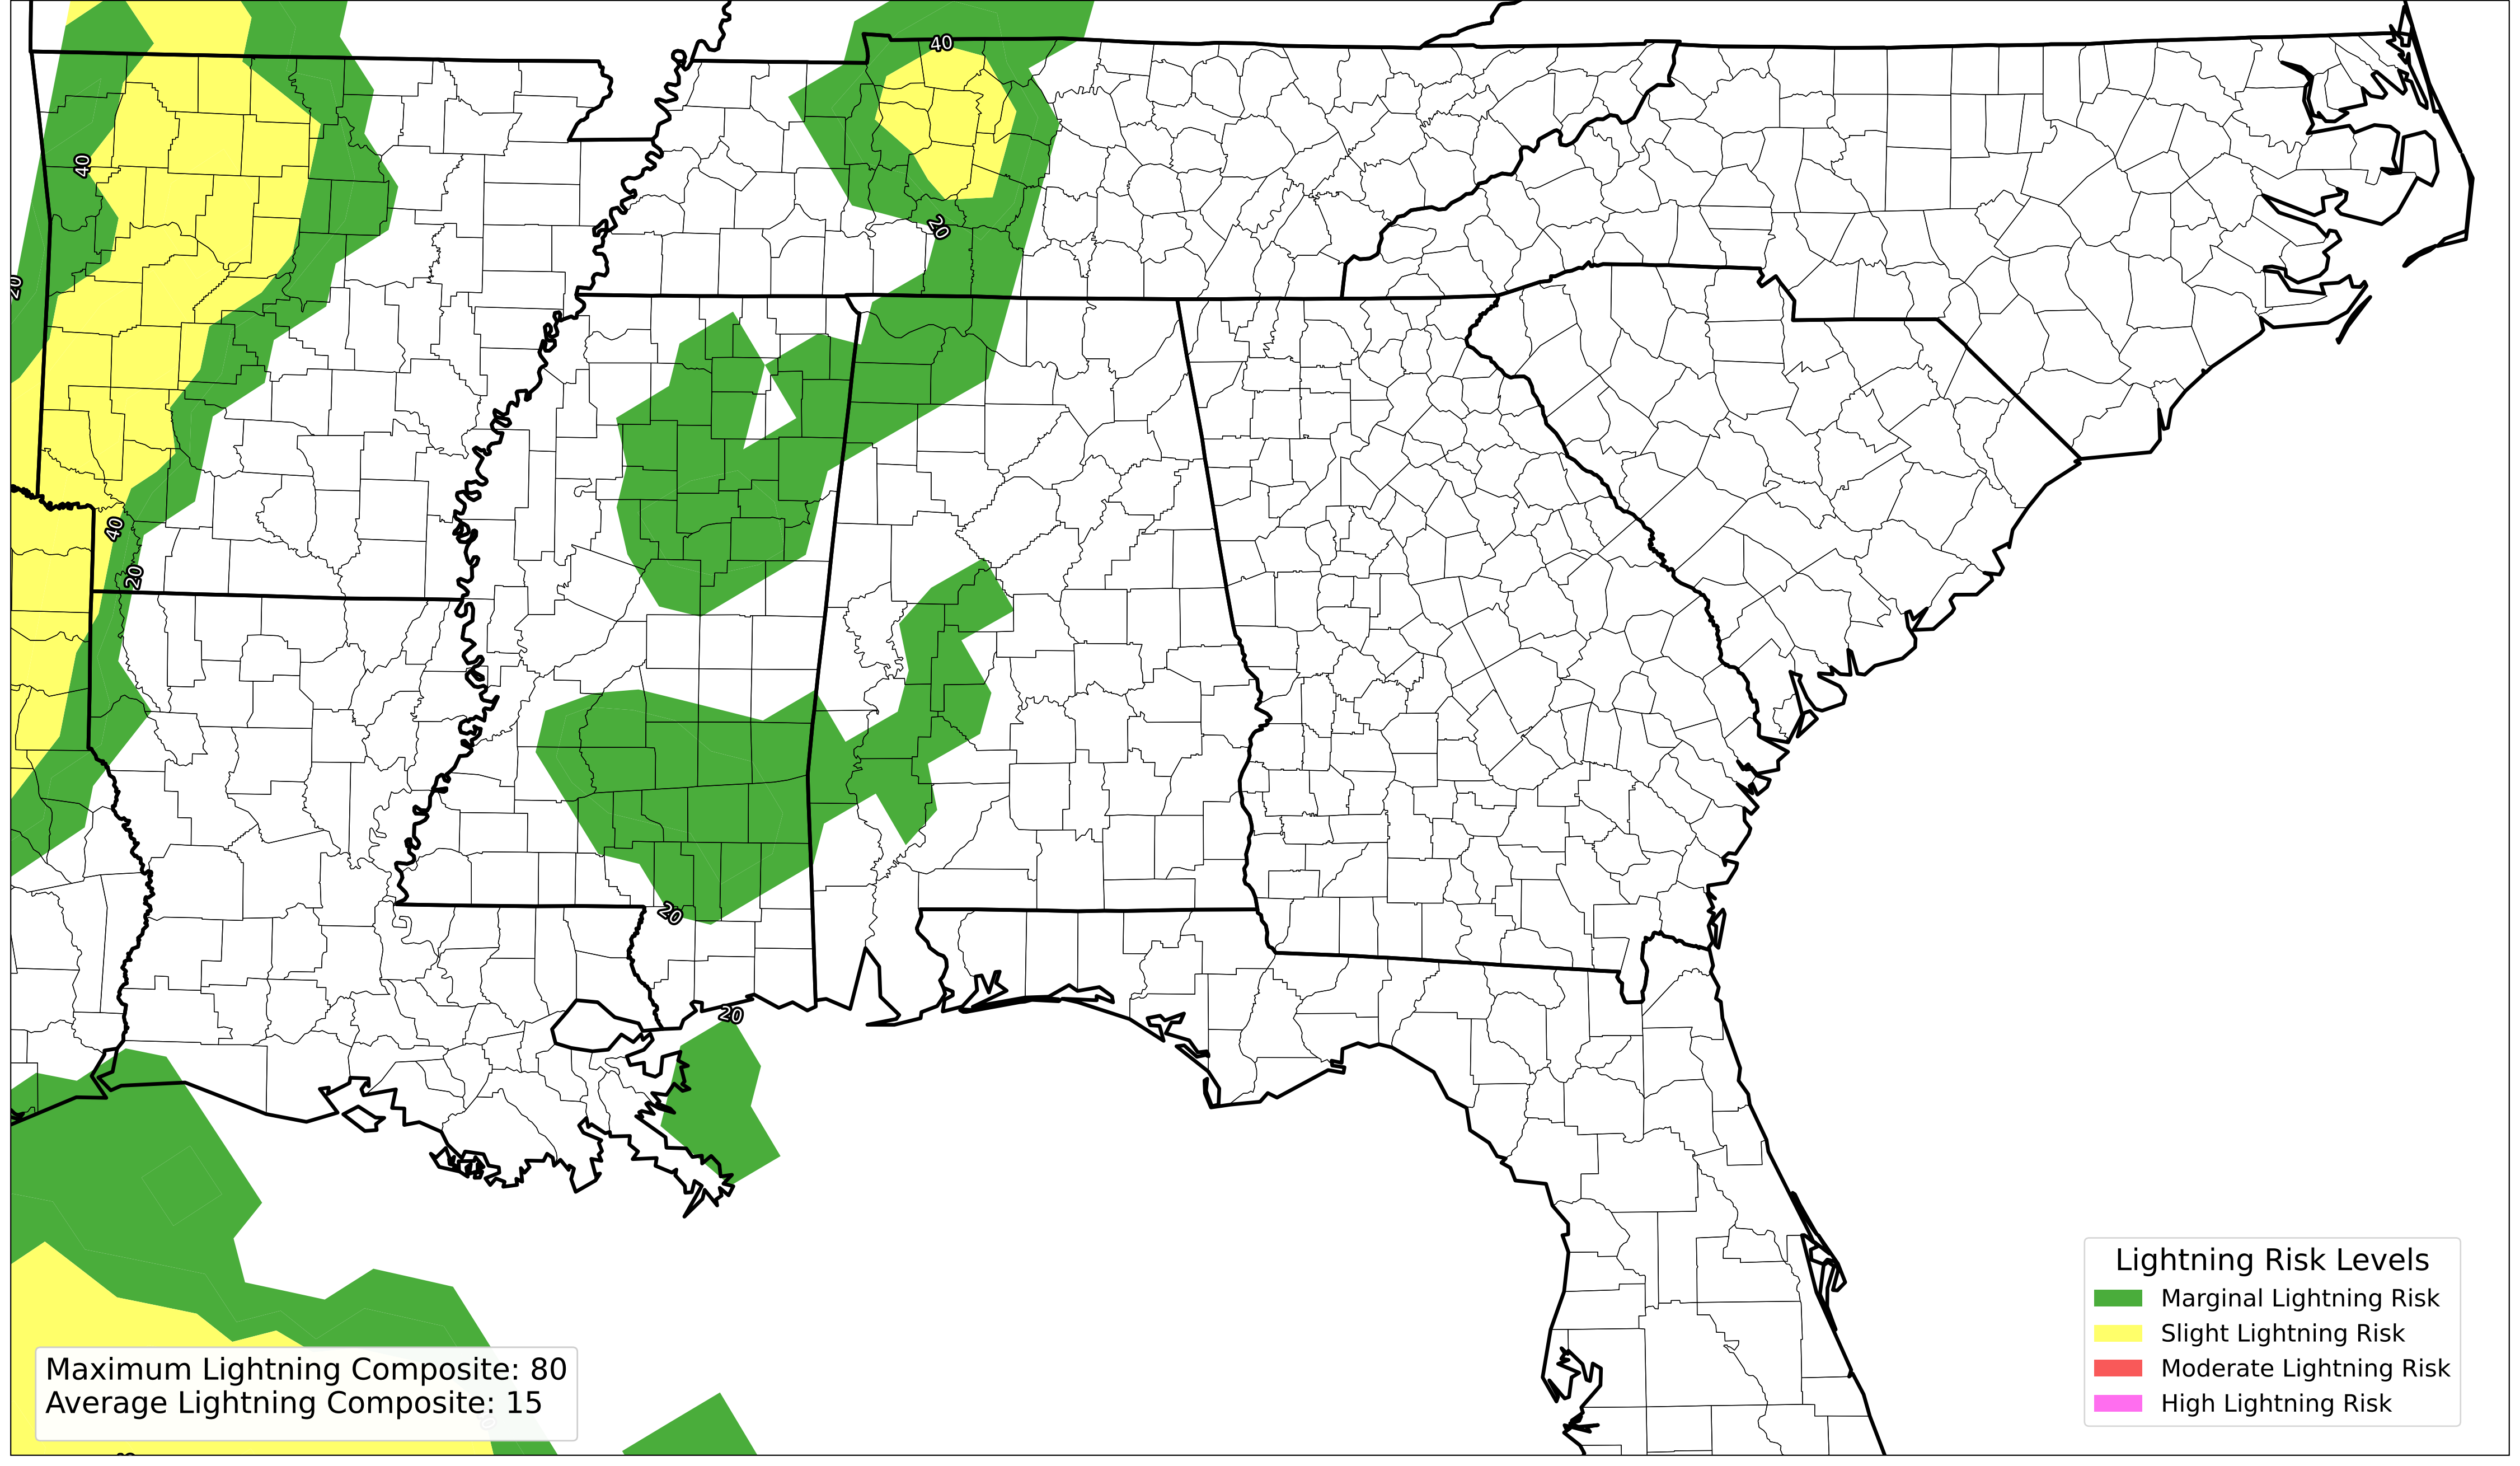 40
40
20
20
40
20
20
20
Lightning Risk Levels
Marginal Lightning Risk
Slight Lightning Risk
Moderate Lightning Risk
High Lightning Risk
Maximum Lightning Composite: 80
Average Lightning Composite: 15